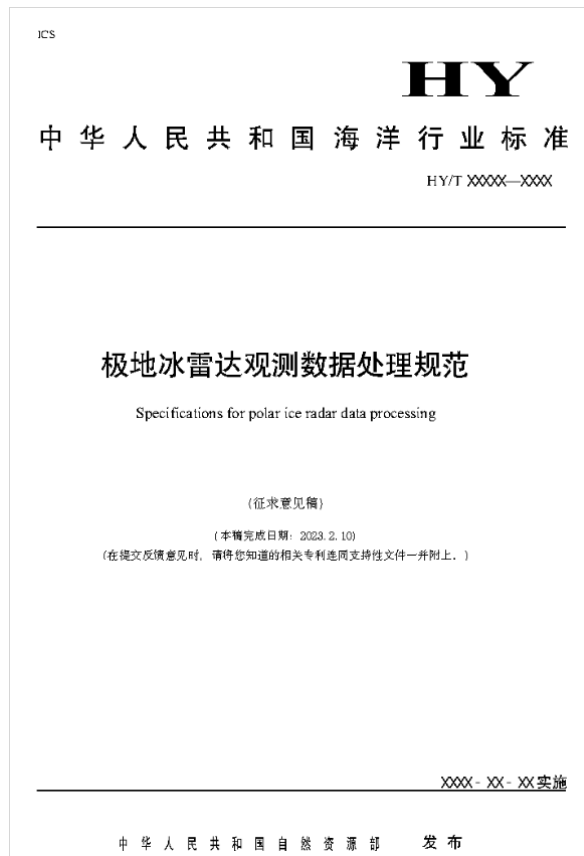 ICS
HY
中华人民共和国海洋行业标准
HY/T XXXXX—XXXX
极地冰雷达观测数据处理规范
Specifications for polar ice radar data processing
(征求意见稿)
(本稿完成日期：2023.2.10)
(在提交反馈意见时，请将您知道的相关专利连同支持性文件一并附上．)
XXXX-XX-XX实施
中华人民共和国自然资源部 发布